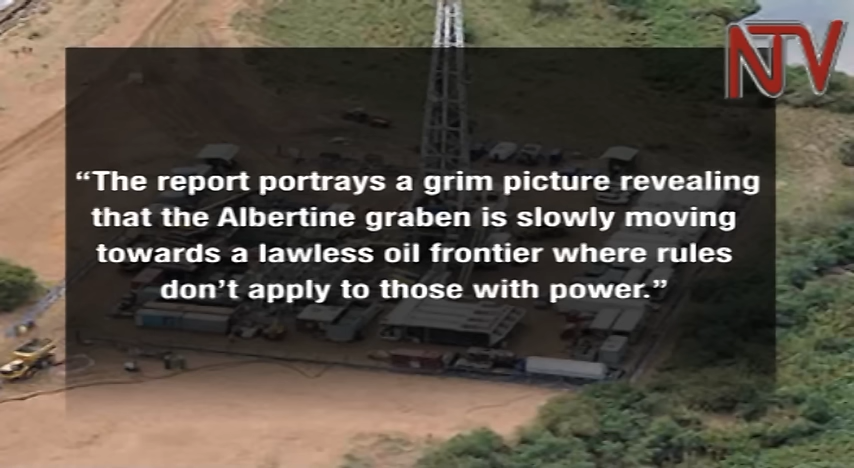 NTV
“The report portrays a grim picture revealing
that the Albertine graben is slowly moving
towards a lawless oil frontier where rules
don’t apply to those with power.”